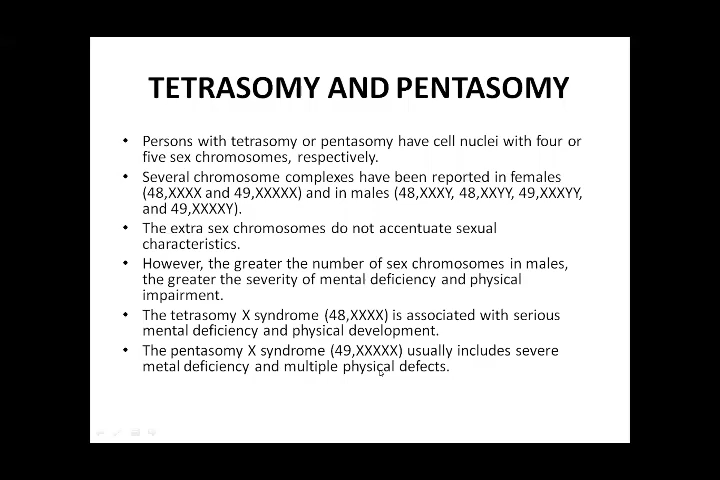 TETRASOMY AND PENTASOMY
• Persons with tetrasomy or pentasomy have cell nuclei with four or
five sex chromosomes, respectively.
• Several chromosome complexes have been reported in females
(48,XXXX and 49,XXXXX) and in males (48,XXXY, 48,XXYY, 49,XXXYY,
and 49,XXXXY).
• The extra sex chromosomes do not accentuate sexual
characteristics.
• However, the greater the number of sex chromosomes in males,
the greater the severity of mental deficiency and physical
impairment.
• The tetrasomy X syndrome (48,XXXX) is associated with serious
mental deficiency and physical development.
• The pentasomy X syndrome (49,XXXXX) usually includes severe
metal deficiency and multiple physical defects.